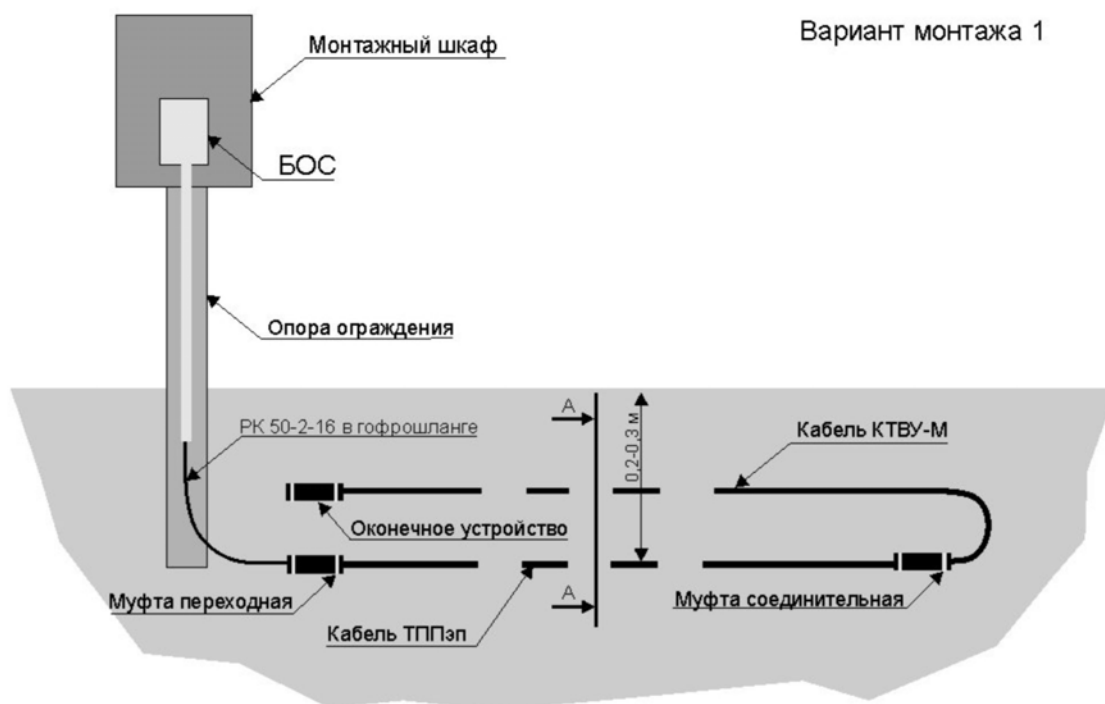 Вариант монтажа 1
Монтажный шкаф
БОС
Опора ограждения
РК 50-2-16 в гофрошланге
А
0,2-0,3 м
Кабель КТВУ-М
Оконечное устройство
Муфта переходная
А
Муфта соединительная
Кабель ТППэп